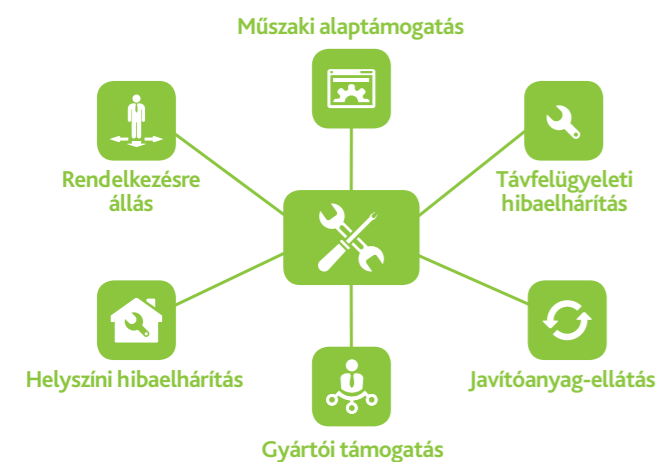 Műszaki alaptámogatás
Rendelkezésre
állás
Távfelügyeleti
hibaelhárítás
Helyszíni hibaelhárítás
Javítóanyag-ellátás
Gyártói támogatás